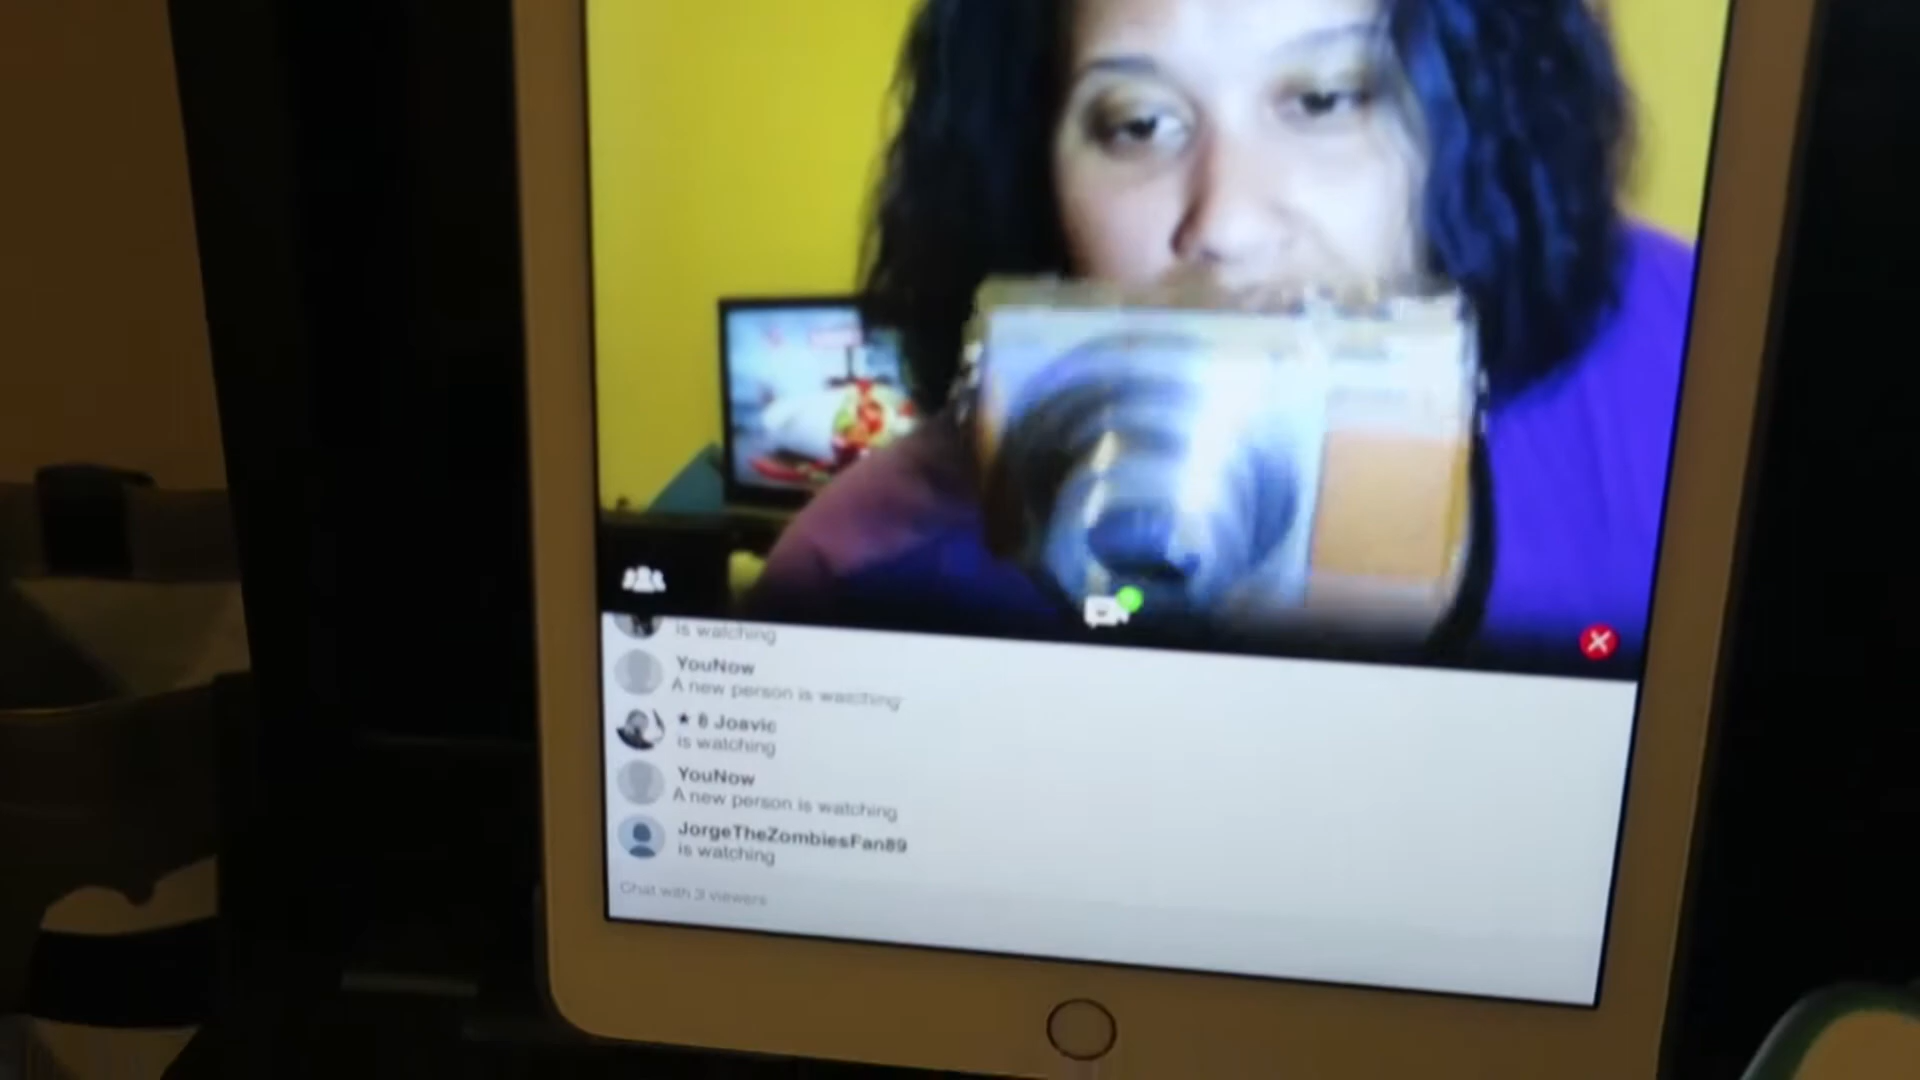 is watching
YouNow
A new person is watching
★ 8 Joavic
is watching
YouNow
A new person is watching
JorgeTheZombiesFan89
is watching
Chat with 3 viewers